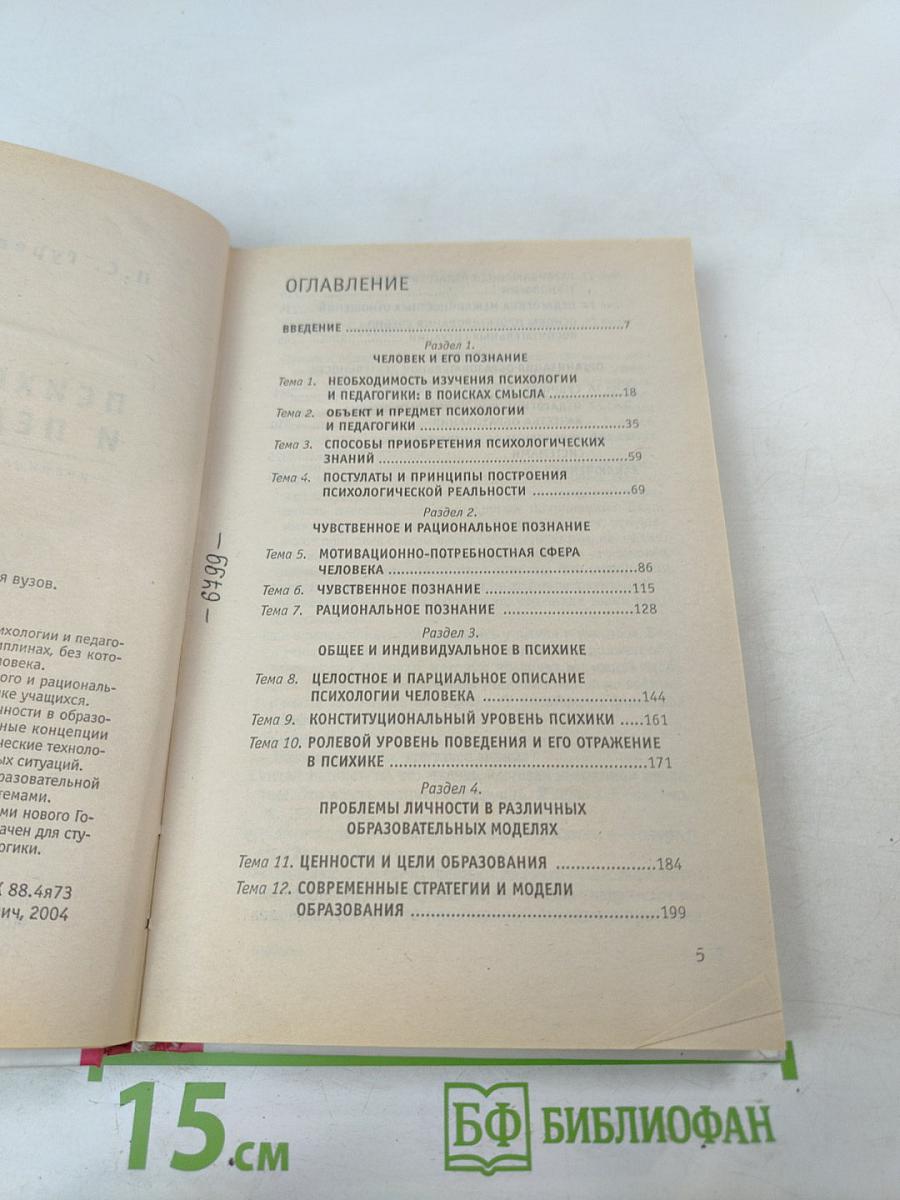 я вузов.
ихологии и педаго-
иплинах, без кото-
ловека.
ого и рациональ-
ике учащихся.
чности в образо-
ные концепции
ческие техноло-
ых ситуаций.
разовательной
темами.
ми нового Го-
ачен для сту-
огики.
88.4я73
ич, 2004
– 6799 –
ОГЛАВЛЕНИЕ
ВВЕДЕНИЕ ..........7
Раздел 1.
ЧЕЛОВЕК И ЕГО ПОЗНАНИЕ
Тема 1. НЕОБХОДИМОСТЬ ИЗУЧЕНИЯ ПСИХОЛОГИИ
И ПЕДАГОГИКИ: В ПОИСКАХ СМЫСЛА ..........18
Тема 2. ОБЪЕКТ И ПРЕДМЕТ ПСИХОЛОГИИ
И ПЕДАГОГИКИ ..........35
Тема 3. СПОСОБЫ ПРИОБРЕТЕНИЯ ПСИХОЛОГИЧЕСКИХ
ЗНАНИЙ ..........59
Тема 4. ПОСТУЛАТЫ И ПРИНЦИПЫ ПОСТРОЕНИЯ
ПСИХОЛОГИЧЕСКОЙ РЕАЛЬНОСТИ ..........69
Раздел 2.
ЧУВСТВЕННОЕ И РАЦИОНАЛЬНОЕ ПОЗНАНИЕ
Тема 5. МОТИВАЦИОННО-ПОТРЕБНОСТНАЯ СФЕРА
ЧЕЛОВЕКА ..........86
Тема 6. ЧУВСТВЕННОЕ ПОЗНАНИЕ ..........115
Тема 7. РАЦИОНАЛЬНОЕ ПОЗНАНИЕ ..........128
Раздел 3.
ОБЩЕЕ И ИНДИВИДУАЛЬНОЕ В ПСИХИКЕ
Тема 8. ЦЕЛОСТНОЕ И ПАРЦИАЛЬНОЕ ОПИСАНИЕ
ПСИХОЛОГИИ ЧЕЛОВЕКА ..........144
Тема 9. КОНСТИТУЦИОНАЛЬНЫЙ УРОВЕНЬ ПСИХИКИ .....161
Тема 10. РОЛЕВОЙ УРОВЕНЬ ПОВЕДЕНИЯ И ЕГО ОТРАЖЕНИЕ
В ПСИХИКЕ ..........171
Раздел 4.
ПРОБЛЕМЫ ЛИЧНОСТИ В РАЗЛИЧНЫХ
ОБРАЗОВАТЕЛЬНЫХ МОДЕЛЯХ
Тема 11. ЦЕННОСТИ И ЦЕЛИ ОБРАЗОВАНИЯ ..........184
Тема 12. СОВРЕМЕННЫЕ СТРАТЕГИИ И МОДЕЛИ
ОБРАЗОВАНИЯ ..........199
5
15 см
БФ БИБЛИОФАН